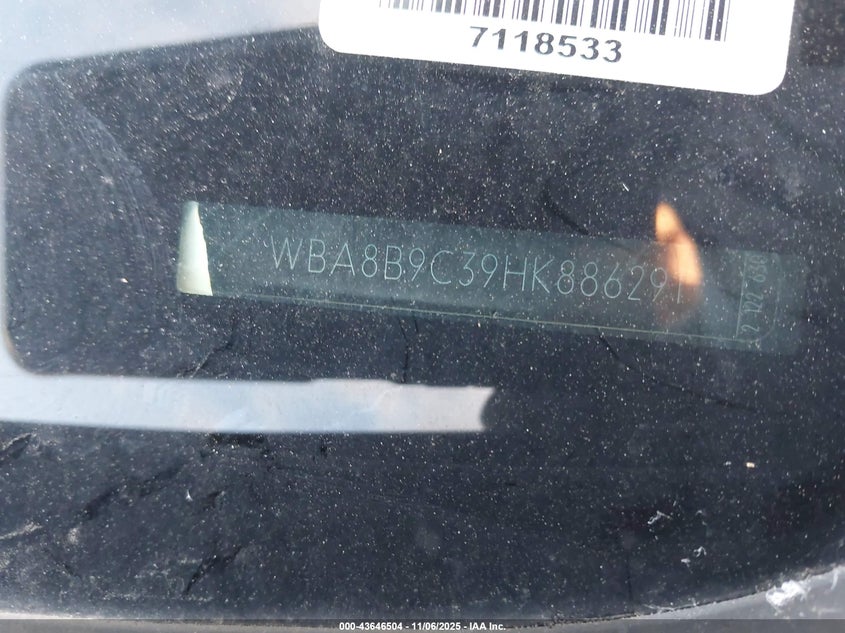 7118533
WBA8B9C39HK886291
000-43646504 - 11/06/2025 - IAA Inc.